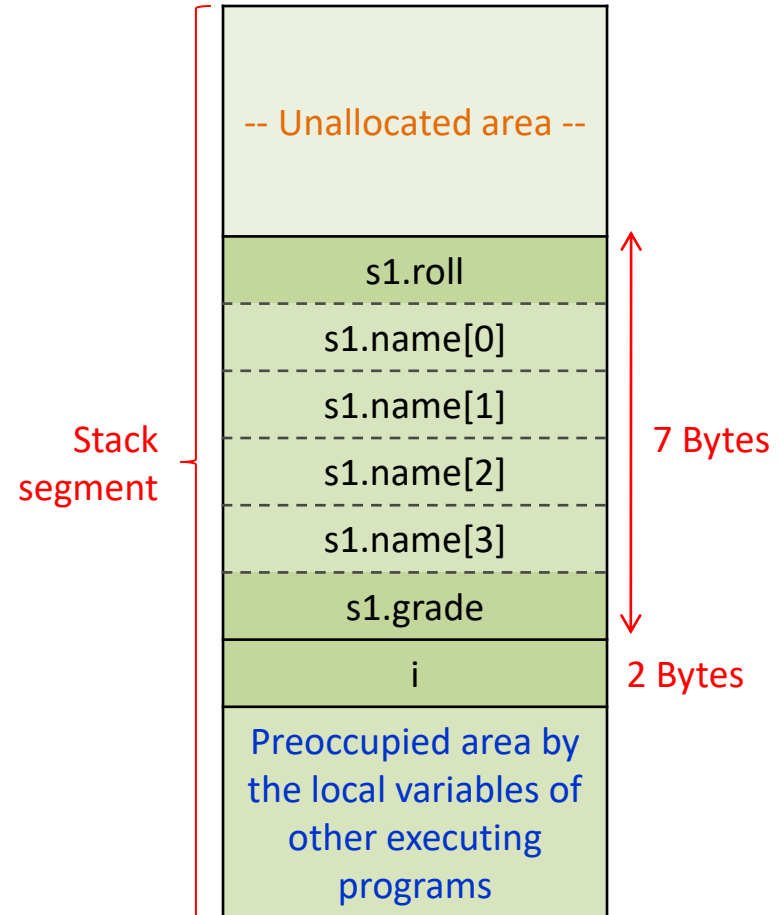 -- Unallocated area --
s1.roll
s1.name[0]
s1.name[1]
Stack
segment
s1.name[2]
7 Bytes
s1.name[3]
s1.grade
i
2 Bytes
Preoccupied area by
the local variables of
other executing
programs